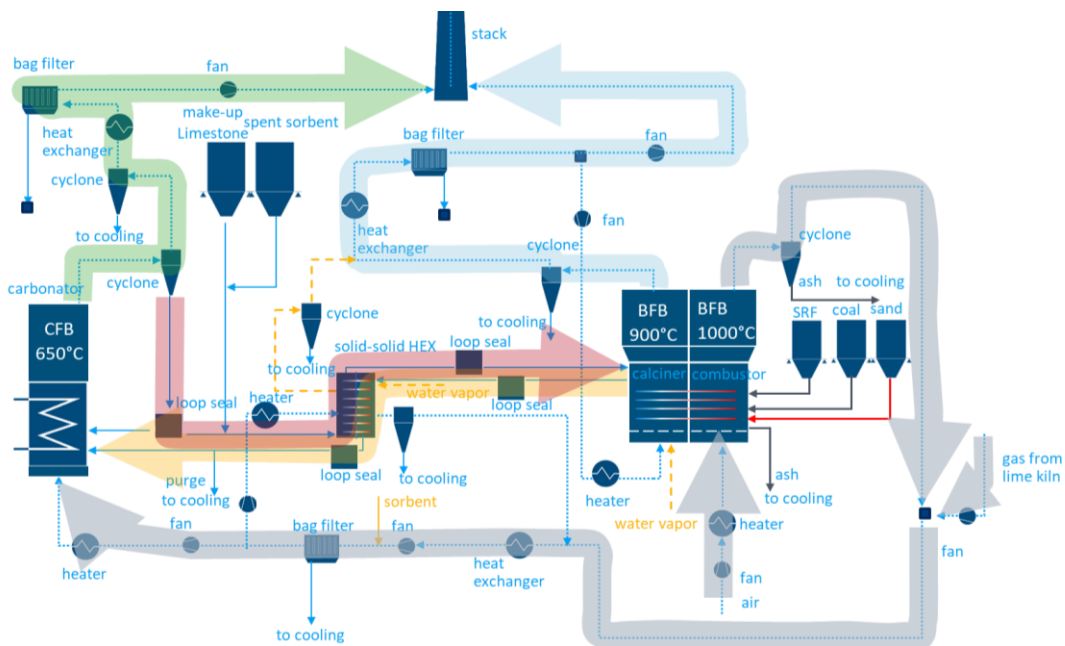 stack
bag filter
fan
make-up
Limestone
spent sorbent
heat
exchanger
bag filter
fan
cyclone
fan
to cooling
heat
exchanger
cyclone
cyclone
cyclone
carbonator
ash
to cooling
CFB
650°C
cyclone
to cooling
BFB
900°C
BFB
1000°C
SRF
coal
sand
solid-solid HEX
loop seal
to cooling
calciner
combustor
water vapor
loop seal
heater
loop seal
loop seal
purge
to cooling
to cooling
heater
ash
to cooling
gas from
lime kiln
sorbent
water vapor
heater
fan
bag filter
fan
fan
heater
heat
exchanger
fan
air
to cooling